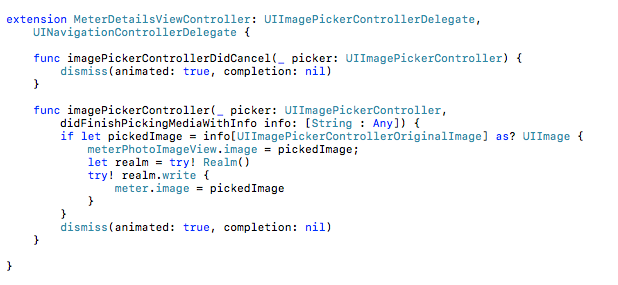 extension MeterDetailsViewController: UIImagePickerControllerDelegate,
    UINavigationControllerDelegate {
    func imagePickerControllerDidCancel(_ picker: UIImagePickerController) {
        dismiss(animated: true, completion: nil)
    }
    func imagePickerController(_ picker: UIImagePickerController,
        didFinishPickingMediaWithInfo info: [String : Any]) {
        if let pickedImage = info[UIImagePickerControllerOriginalImage] as? UIImage {
            meterPhotoImageView.image = pickedImage;
            let realm = try! Realm()
            try! realm.write {
                meter.image = pickedImage
            }
        }
        dismiss(animated: true, completion: nil)
    }
}